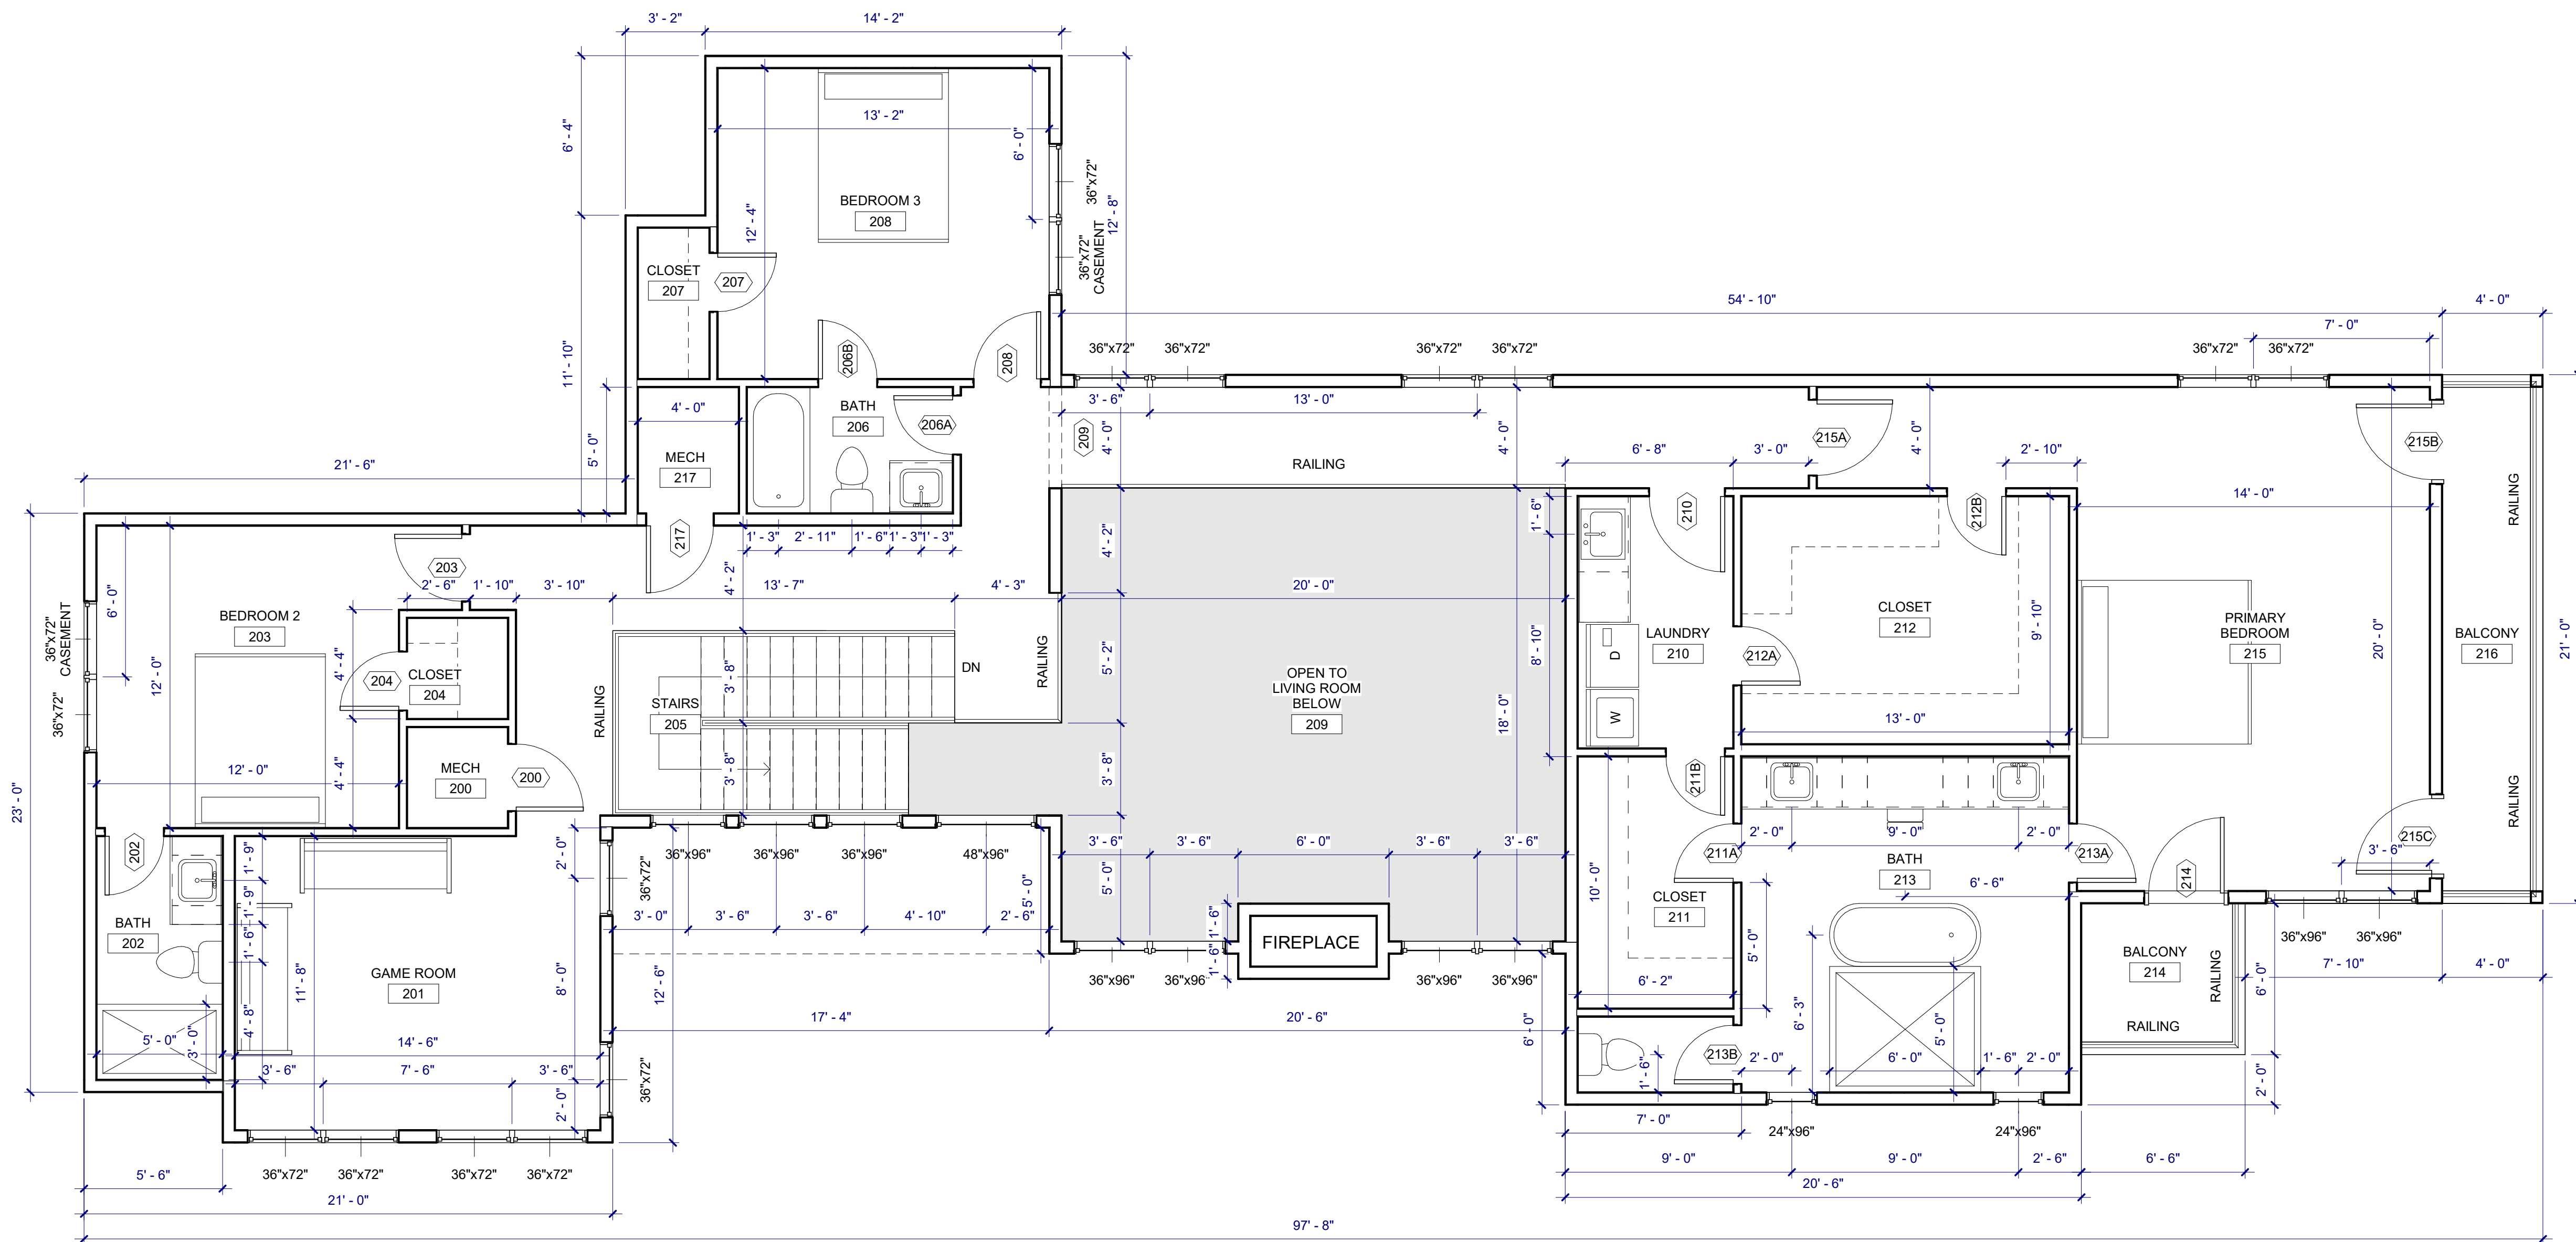 3' - 2"
14' - 2"
6' - 4"
13' - 2"
6' - 0"
12' - 4"
12' - 8"
36"x72"
36"x72"
CASEMENT
BEDROOM 3
208
CLOSET
207
207
11' - 10"
54' - 10"
4' - 0"
7' - 0"
206B
208
36"x72"
36"x72"
36"x72"
36"x72"
36"x72"
36"x72"
4' - 0"
BATH
206
206A
209
3' - 6"
13' - 0"
4' - 0"
4' - 0"
215A
4' - 0"
215B
5' - 0"
21' - 6"
MECH
217
RAILING
6' - 8"
3' - 0"
2' - 10"
14' - 0"
RAILING
217
1' - 3"
2' - 11"
1' - 6"
1' - 3"
1' - 3"
4' - 2"
1' - 6"
210
212B
203
2' - 6"
1' - 10"
3' - 10"
4' - 2"
13' - 7"
4' - 3"
20' - 0"
6' - 0"
36"x72"
CASEMENT
36"x72"
BEDROOM 2
203
12' - 0"
4' - 4"
204
CLOSET
204
RAILING
STAIRS
205
3' - 8"
DN
RAILING
5' - 2"
OPEN TO
LIVING ROOM
BELOW
209
18' - 0"
8' - 10"
LAUNDRY
210
D
W
212A
CLOSET
212
9' - 10"
13' - 0"
PRIMARY
BEDROOM
215
20' - 0"
BALCONY
216
21' - 0"
12' - 0"
4' - 4"
MECH
200
200
3' - 8"
3' - 8"
211B
RAILING
23' - 0"
202
1' - 9"
1' - 9"
1' - 6"
4' - 8"
11' - 8"
2' - 0"
36"x72"
36"x96"
36"x96"
36"x96"
48"x96"
5' - 0"
5' - 0"
3' - 6"
3' - 6"
6' - 0"
3' - 6"
3' - 6"
211A
2' - 0"
9' - 0"
2' - 0"
213A
BATH
213
6' - 6"
214
3' - 6"
215C
BATH
202
GAME ROOM
201
8' - 0"
12' - 6"
3' - 0"
3' - 6"
3' - 6"
4' - 10"
2' - 6"
1' - 6"
1' - 6"
FIREPLACE
36"x96"
36"x96"
36"x96"
36"x96"
10' - 0"
CLOSET
211
5' - 0"
6' - 2"
BALCONY
214
RAILING
RAILING
36"x96"
36"x96"
6' - 0"
7' - 10"
4' - 0"
5' - 0"
3' - 0"
14' - 6"
3' - 6"
7' - 6"
3' - 6"
2' - 0"
36"x72"
17' - 4"
20' - 6"
6' - 0"
1' - 6"
213B
2' - 0"
6' - 3"
5' - 0"
6' - 0"
1' - 6"
2' - 0"
2' - 0"
7' - 0"
24"x96"
24"x96"
36"x72"
36"x72"
36"x72"
36"x72"
5' - 6"
9' - 0"
9' - 0"
2' - 6"
6' - 6"
20' - 6"
21' - 0"
97' - 8"